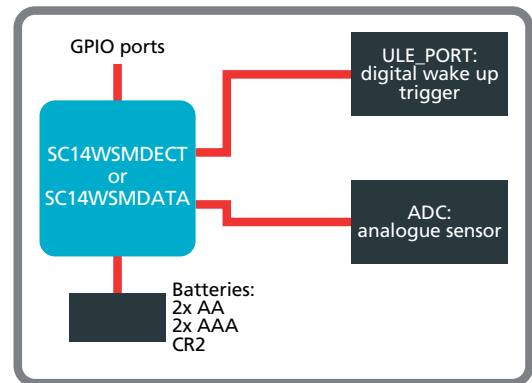 GPIO ports
ULE_PORT:
digital wake up
trigger
SC14WSMDECT
or
SC14WSMDATA
ADC:
analogue sensor
Batteries:
2x AA
2x AAA
CR2